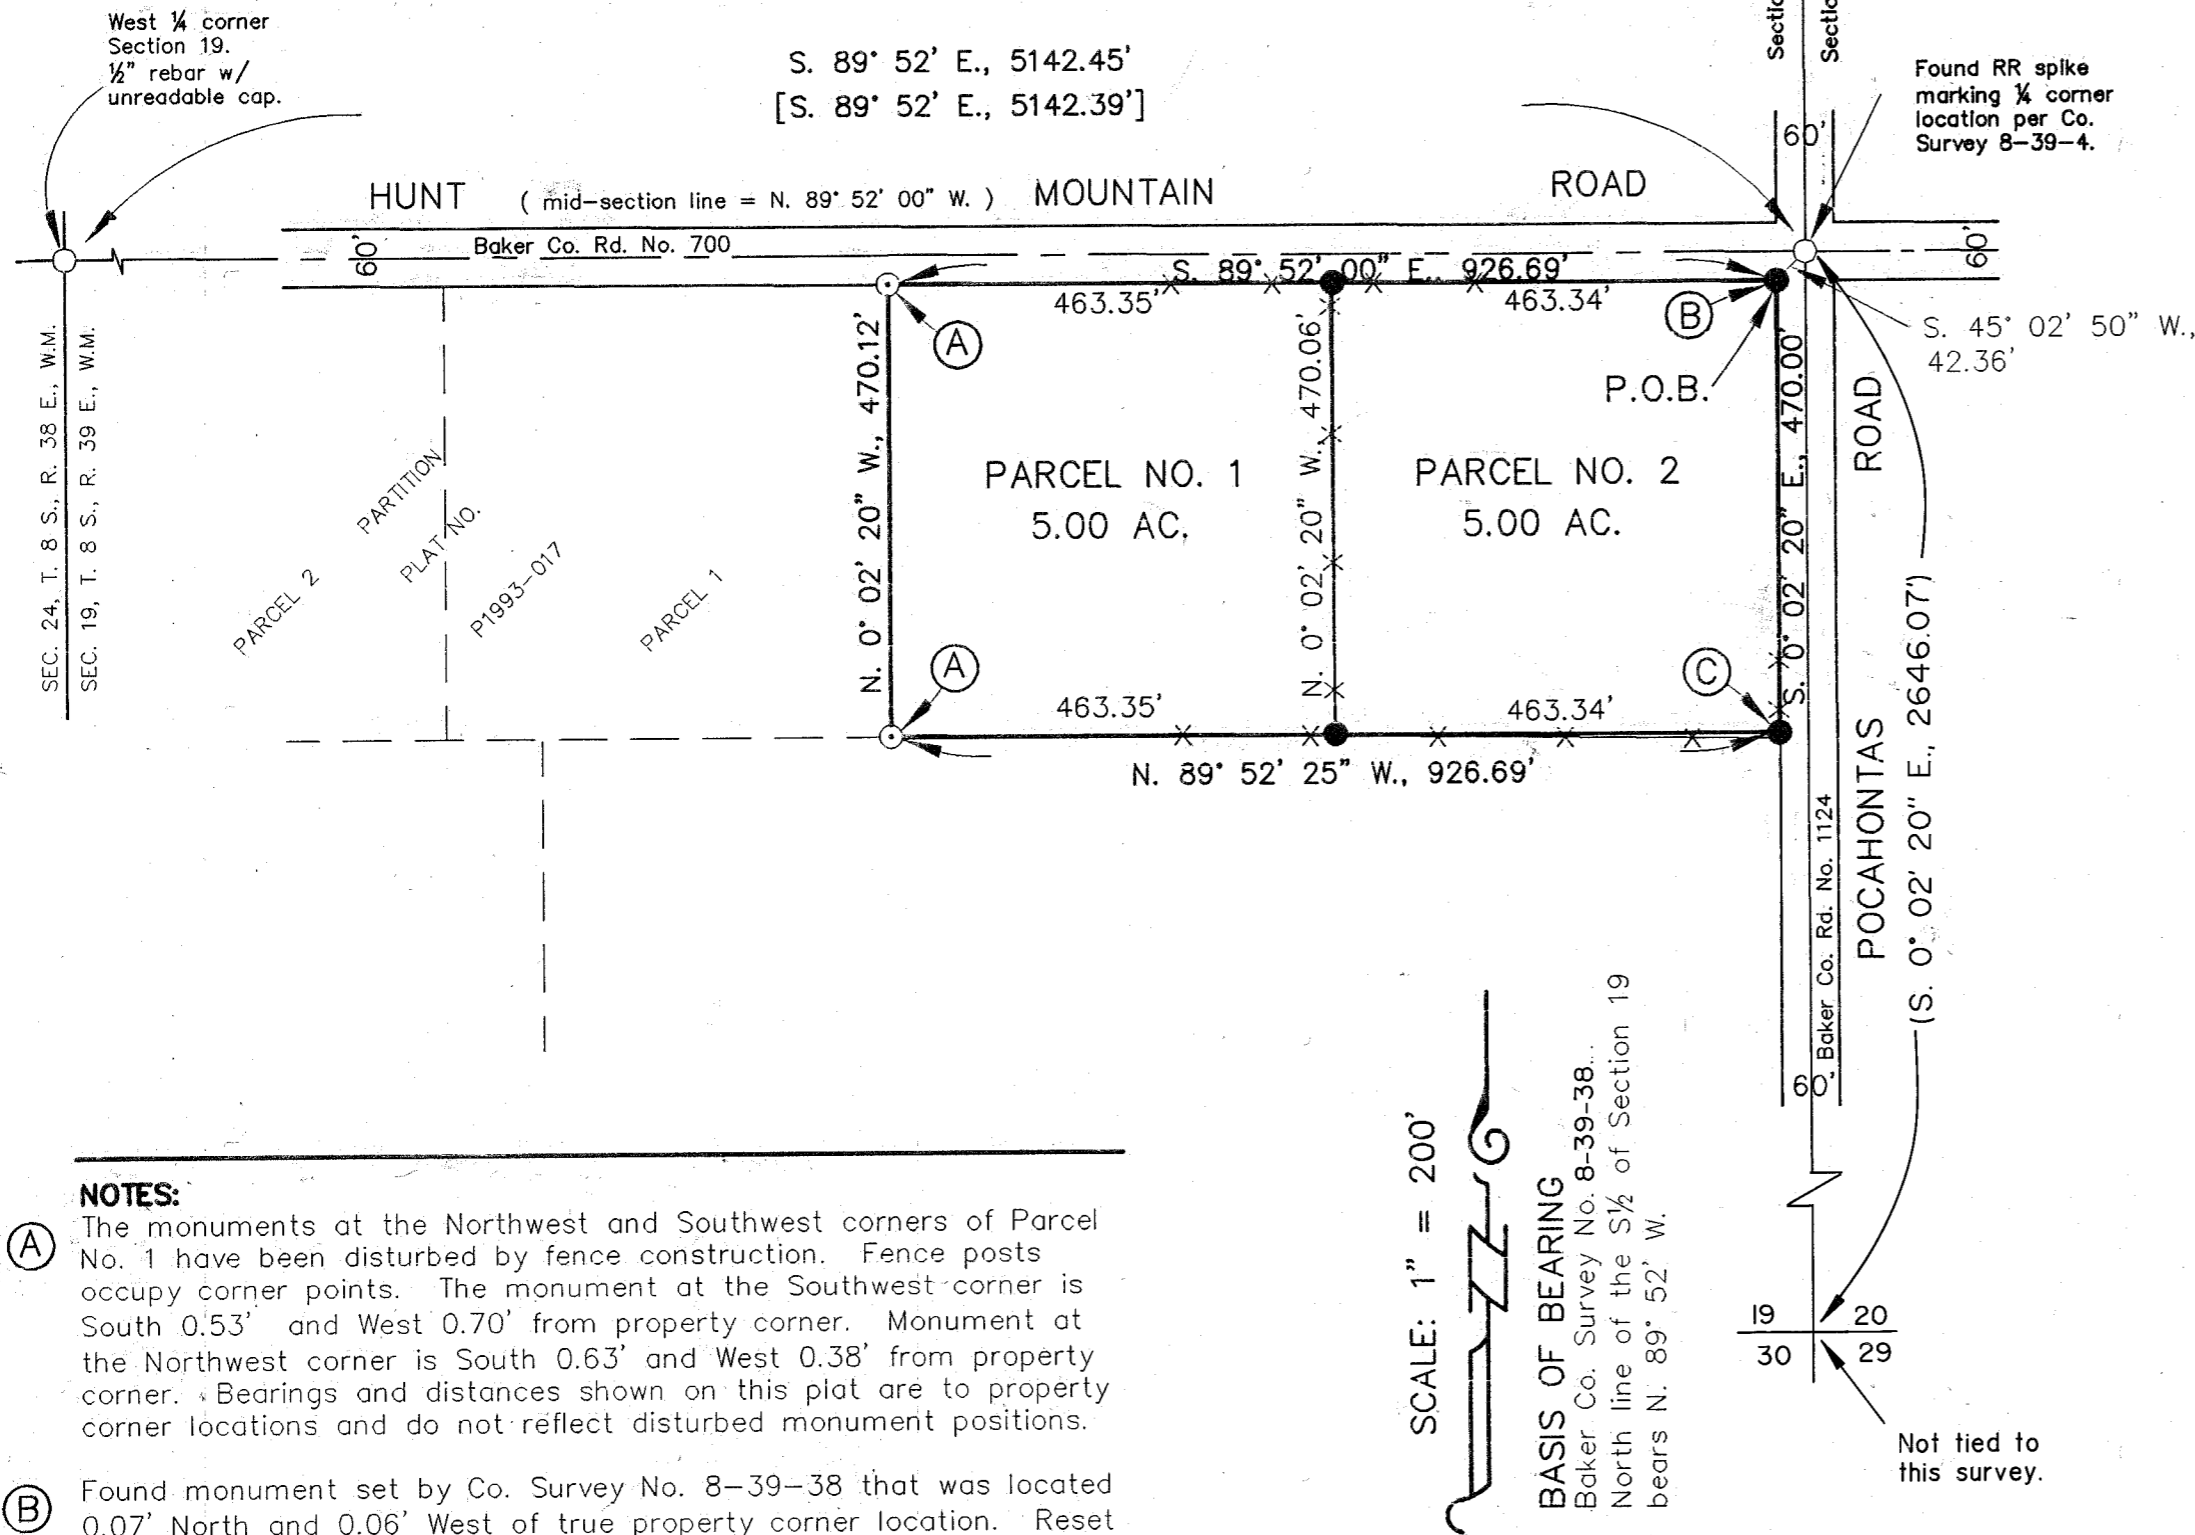 West ¼ corner
Section 19.
½" rebar w/
unreadable cap.
S. 89° 52' E., 5142.45'
[S. 89° 52' E., 5142.39']
Found RR spike
marking ¼ corner
location per Co.
Survey 8-39-4.
60'
HUNT ( mid-section line = N. 89° 52' 00" W. ) MOUNTAIN ROAD
Baker Co. Rd. No. 700
60'
60'
S. 89° 52' 00" E., 926.69'
463.35'
463.34'
A
B
P.O.B.
S. 45° 02' 50" W.,
42.36'
SEC. 24, T. 8 S., R. 38 E., W.M.
SEC. 19, T. 8 S., R. 39 E., W.M.
PARTITION
PLAT NO.
P1993-017
PARCEL 2
PARCEL 1
N. 0° 02' 20" W., 470.12'
PARCEL NO. 1
5.00 AC.
N. 0° 02' 20" W., 470.06'
PARCEL NO. 2
5.00 AC.
S. 0° 02' 20" E., 470.00'
A
C
463.35'
463.34'
N. 89° 52' 25" W., 926.69'
POCAHONTAS ROAD
Baker Co. Rd. No. 1124
(S. 0° 02' 20" E., 2646.07')
60'
19 20
30 29
Not tied to
this survey.
SCALE: 1" = 200'
BASIS OF BEARING
Baker Co. Survey No. 8-39-38...
North line of the S½ of Section 19
bears N. 89° 52' W.
NOTES:
A The monuments at the Northwest and Southwest corners of Parcel
No. 1 have been disturbed by fence construction. Fence posts
occupy corner points. The monument at the Southwest corner is
South 0.53' and West 0.70' from property corner. Monument at
the Northwest corner is South 0.63' and West 0.38' from property
corner. Bearings and distances shown on this plat are to property
corner locations and do not reflect disturbed monument positions.
B Found monument set by Co. Survey No. 8-39-38 that was located
0.07' North and 0.06' West of true property corner location. Reset